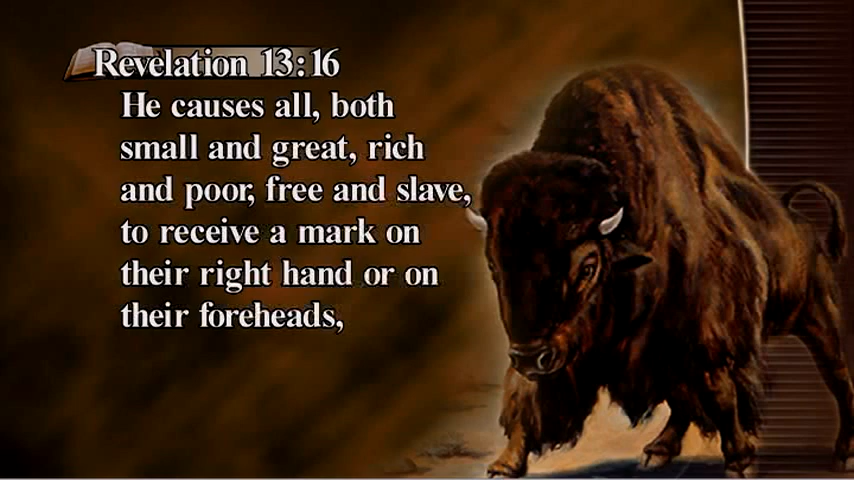 Revelation 13:16
He causes all, both
small and great, rich
and poor, free and slave,
to receive a mark on
their right hand or on
their foreheads,